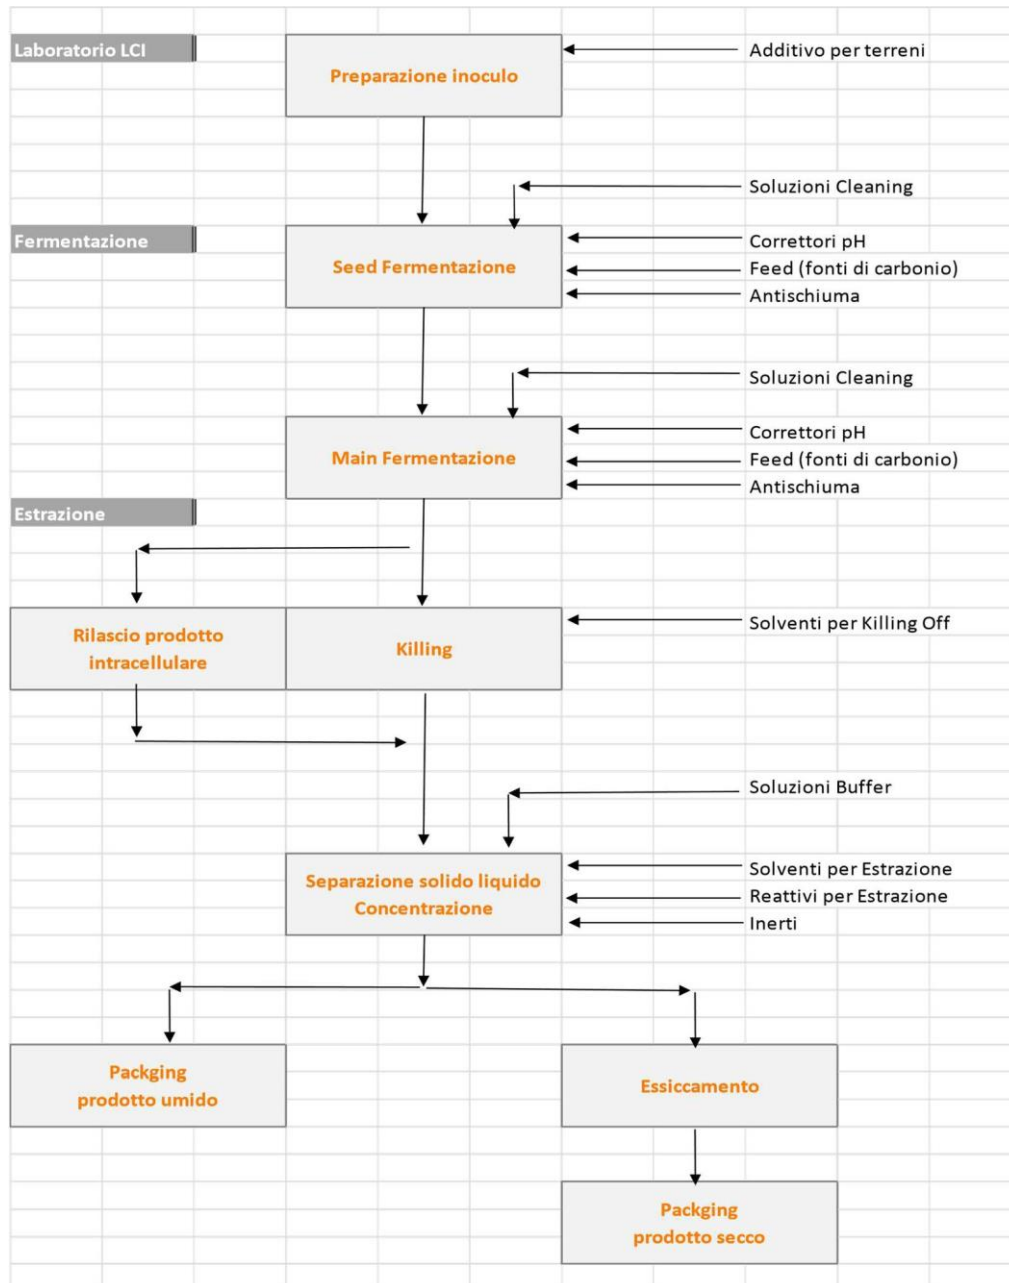 Laboratorio LCI
Preparazione inoculo
Additivo per terreni
Soluzioni Cleaning
Fermentazione
Seed Fermentazione
Correttori pH
Feed (fonti di carbonio)
Antischiuma
Soluzioni Cleaning
Main Fermentazione
Correttori pH
Feed (fonti di carbonio)
Antischiuma
Estrazione
Rilascio prodotto
intracellulare
Killing
Solventi per Killing Off
Soluzioni Buffer
Separazione solido liquido
Concentrazione
Solventi per Estrazione
Reattivi per Estrazione
Inerti
Packging
prodotto umido
Essiccamento
Packging
prodotto secco